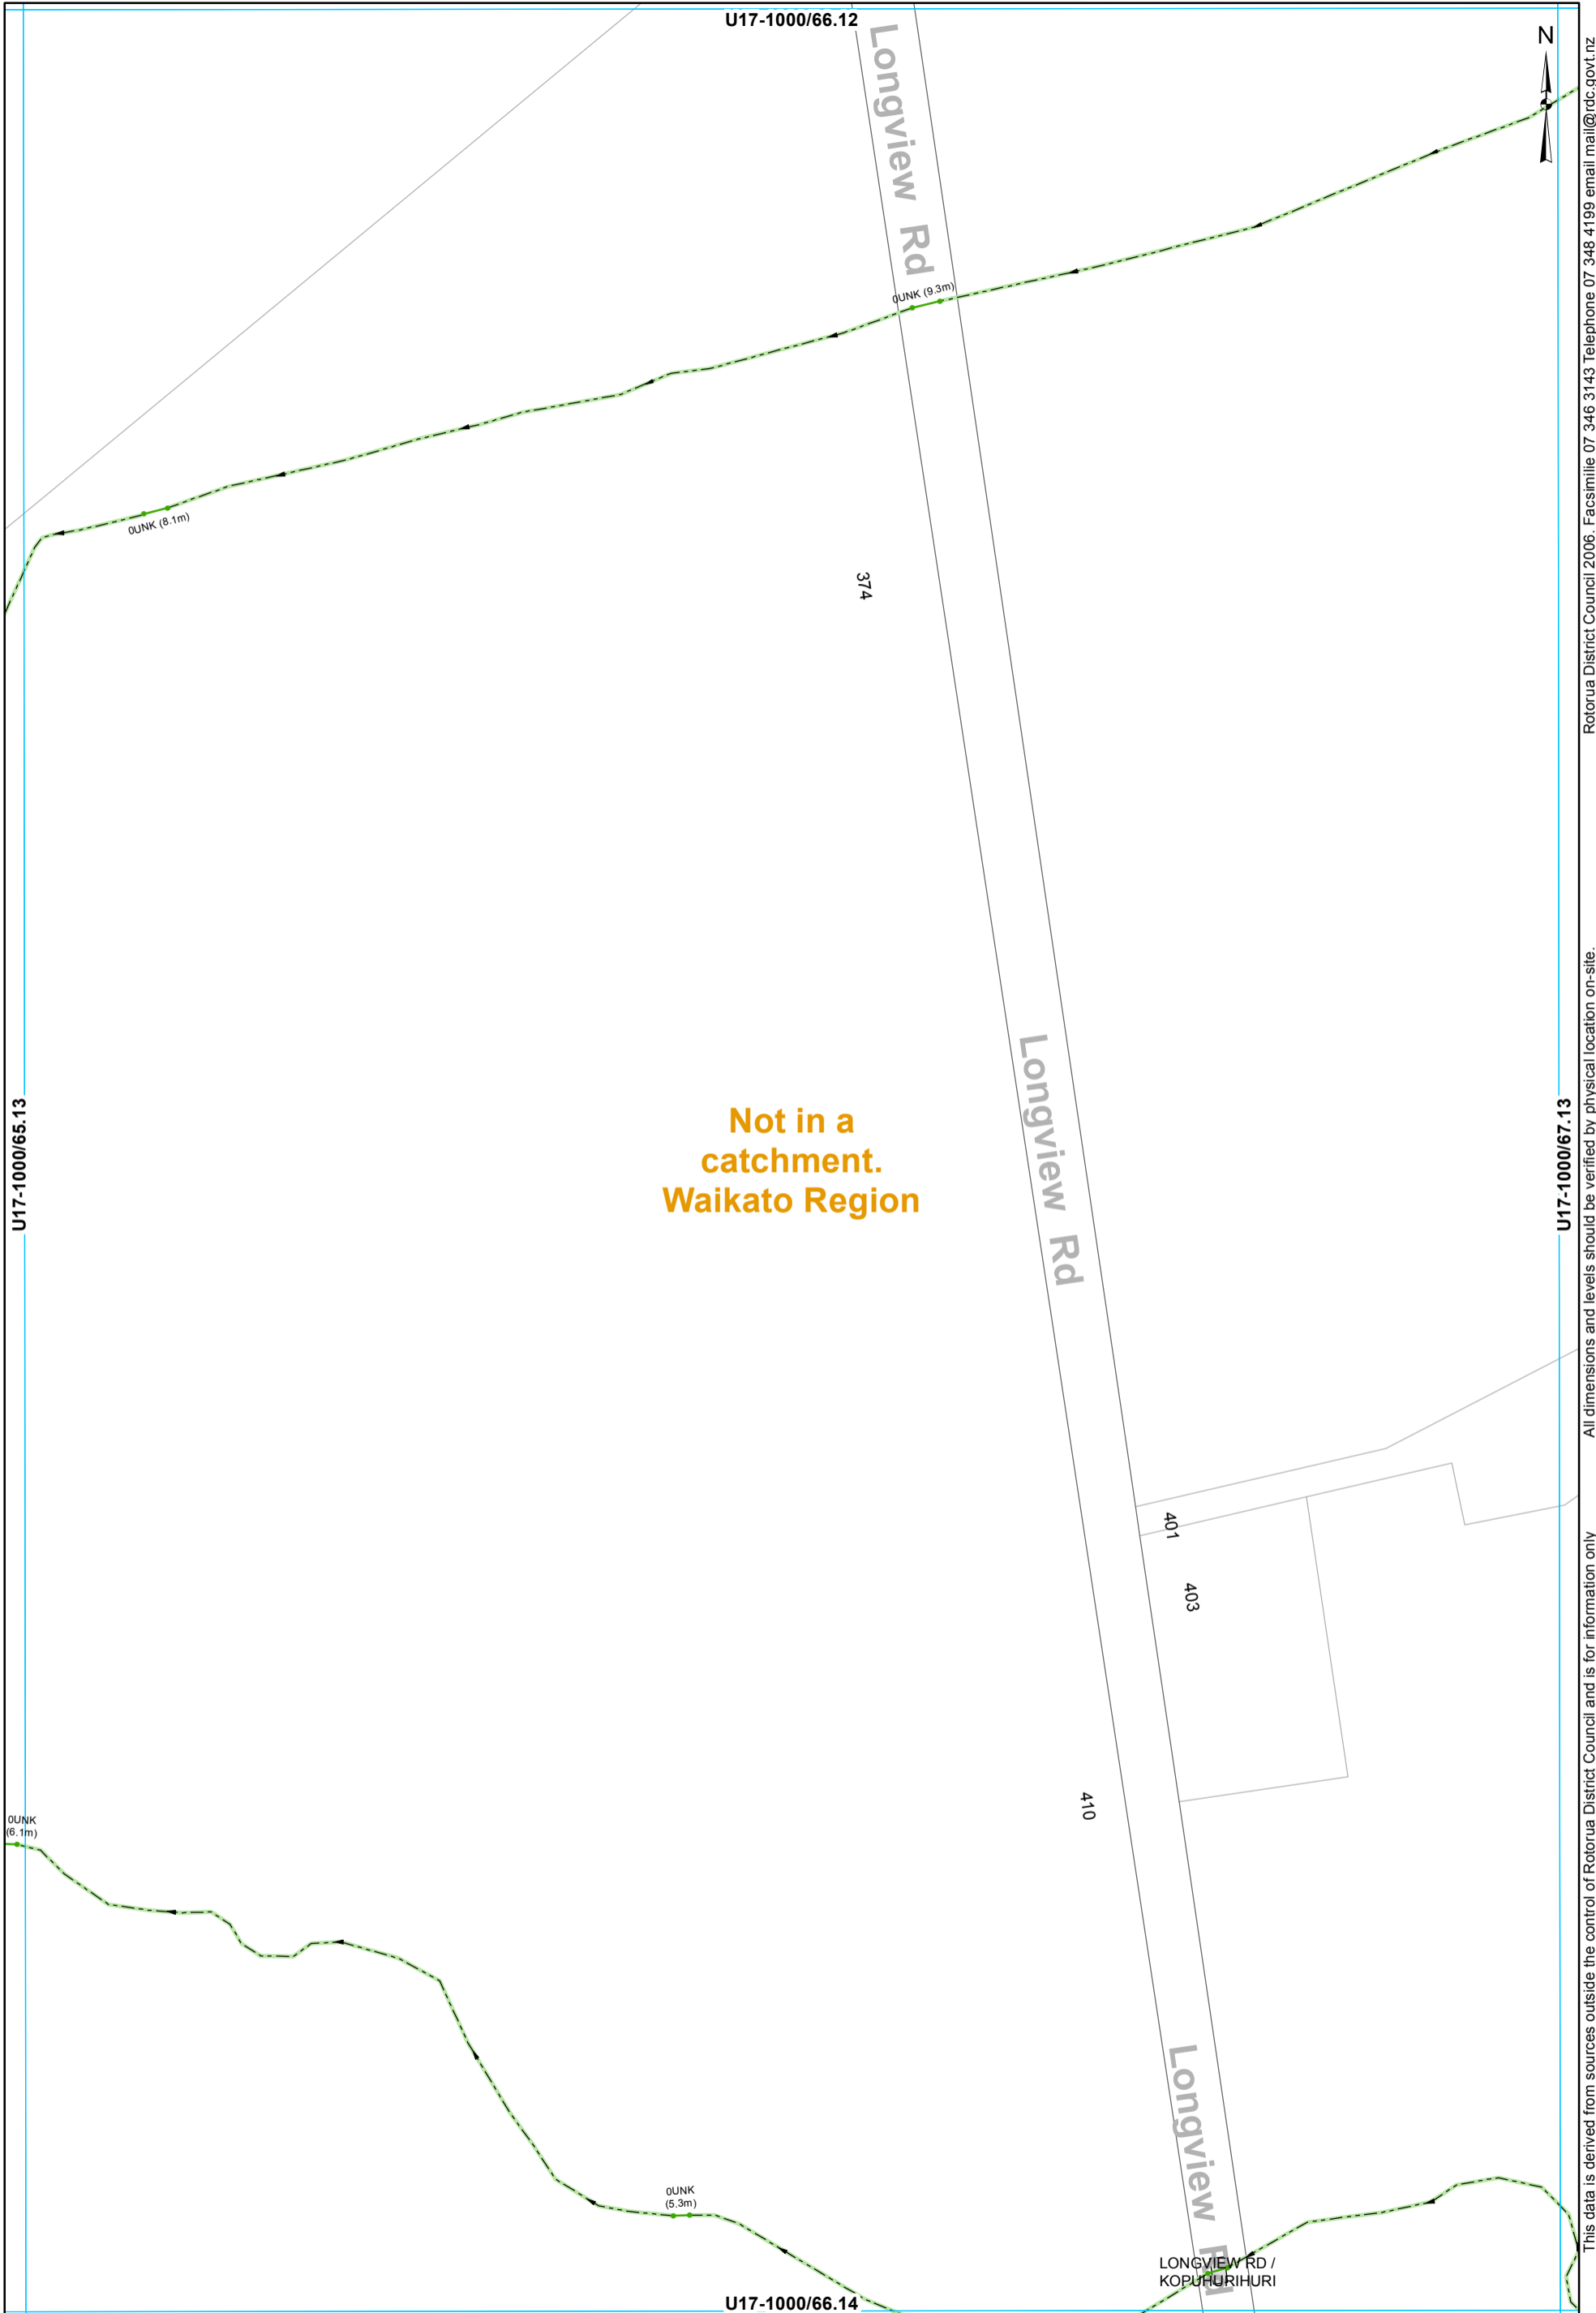 U17-1000/66.12
N
Longview Rd
0UNK (9.3m)
0UNK (8.1m)
374
Longview Rd
Not in a
catchment.
Waikato Region
U17-1000/65.13
U17-1000/67.13
401
403
410
0UNK
(6.1m)
0UNK
(5.3m)
Longview Rd
LONGVIEW RD /
KOPUHURIHURI
U17-1000/66.14
This data is derived from sources outside the control of Rotorua District Council and is for information only
All dimensions and levels should be verified by physical location on-site.
Rotorua District Council 2006. Facsimilie 07 346 3143 Telephone 07 348 4199 email mail@rdc.govt.nz